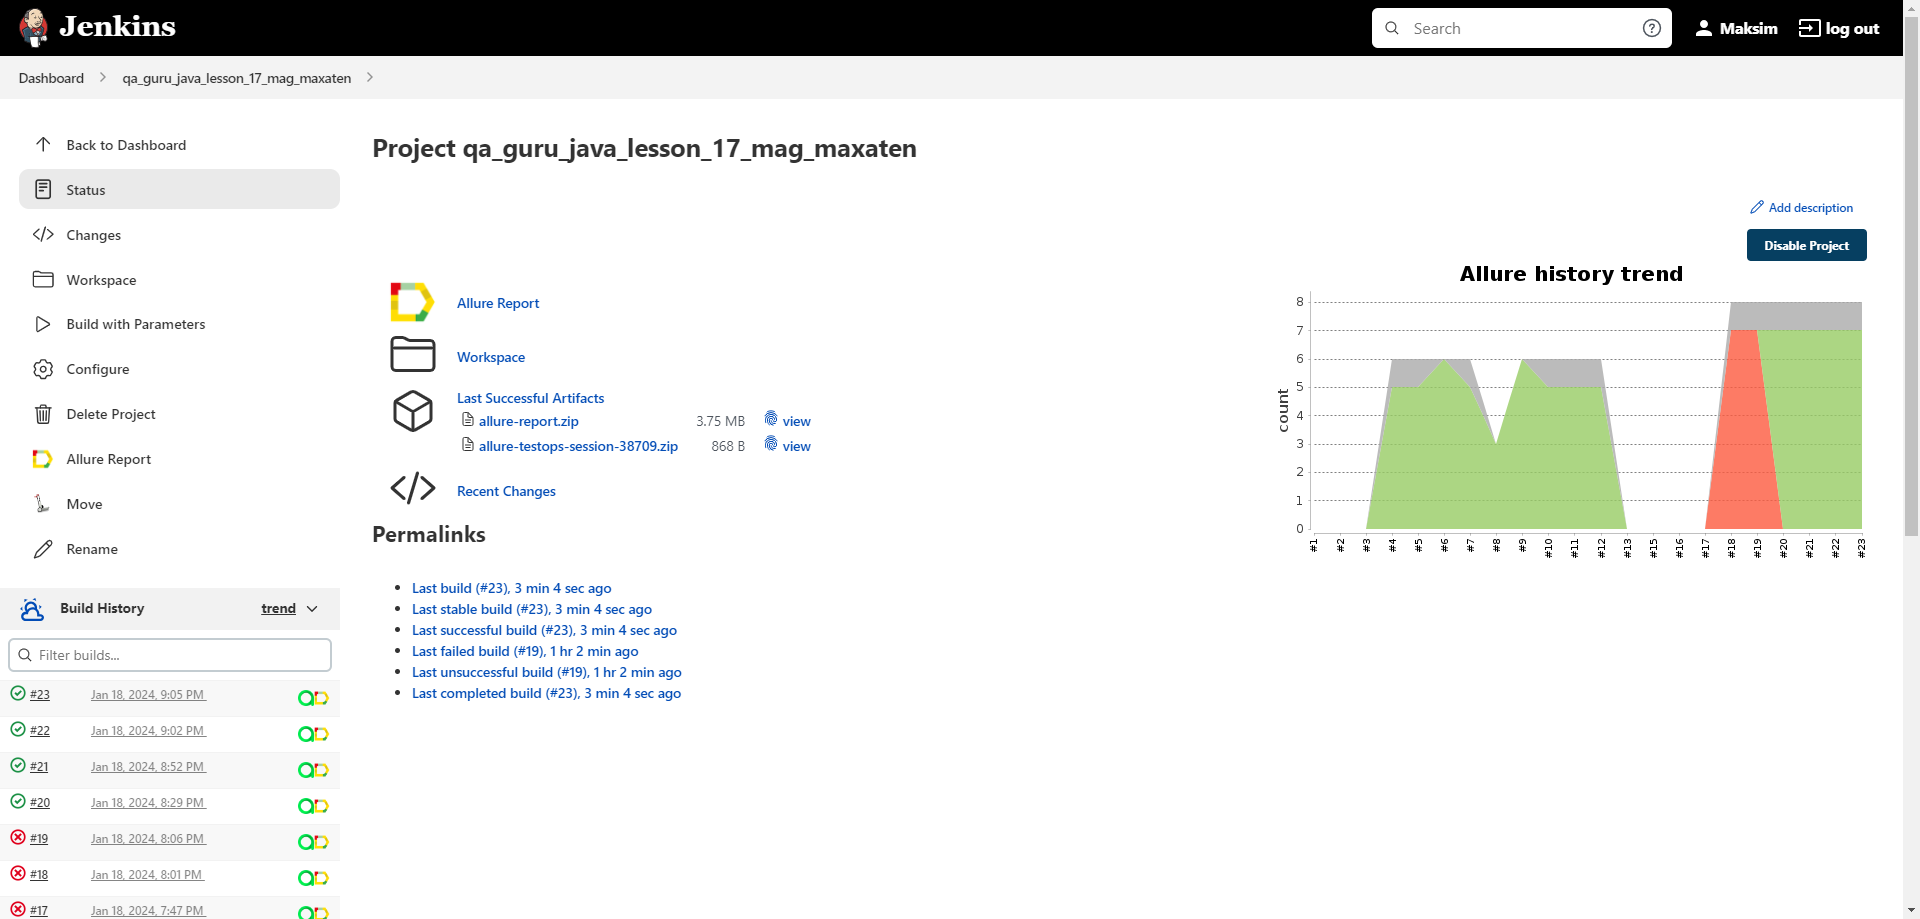 Jenkins
Search
Maksim
log out
Dashboard
qa_guru_java_lesson_17_mag_maxaten
Back to Dashboard
Status
Changes
Workspace
Build with Parameters
Configure
Delete Project
Allure Report
Move
Rename
Build History
trend
Filter builds...
#23 Jan 18, 2024, 9:05 PM
#22 Jan 18, 2024, 9:02 PM
#21 Jan 18, 2024, 8:52 PM
#20 Jan 18, 2024, 8:29 PM
#19 Jan 18, 2024, 8:06 PM
#18 Jan 18, 2024, 8:01 PM
#17 Jan 18, 2024, 7:47 PM
Project qa_guru_java_lesson_17_mag_maxaten
Add description
Disable Project
Allure Report
Workspace
Last Successful Artifacts
allure-report.zip 3.75 MB view
allure-testops-session-38709.zip 868 B view
Recent Changes
Permalinks
Last build (#23), 3 min 4 sec ago
Last stable build (#23), 3 min 4 sec ago
Last successful build (#23), 3 min 4 sec ago
Last failed build (#19), 1 hr 2 min ago
Last unsuccessful build (#19), 1 hr 2 min ago
Last completed build (#23), 3 min 4 sec ago
Allure history trend
count
8
7
6
5
4
3
2
1
0
#1
#2
#3
#4
#5
#6
#7
#8
#9
#10
#11
#12
#13
#15
#16
#17
#18
#19
#20
#21
#22
#23